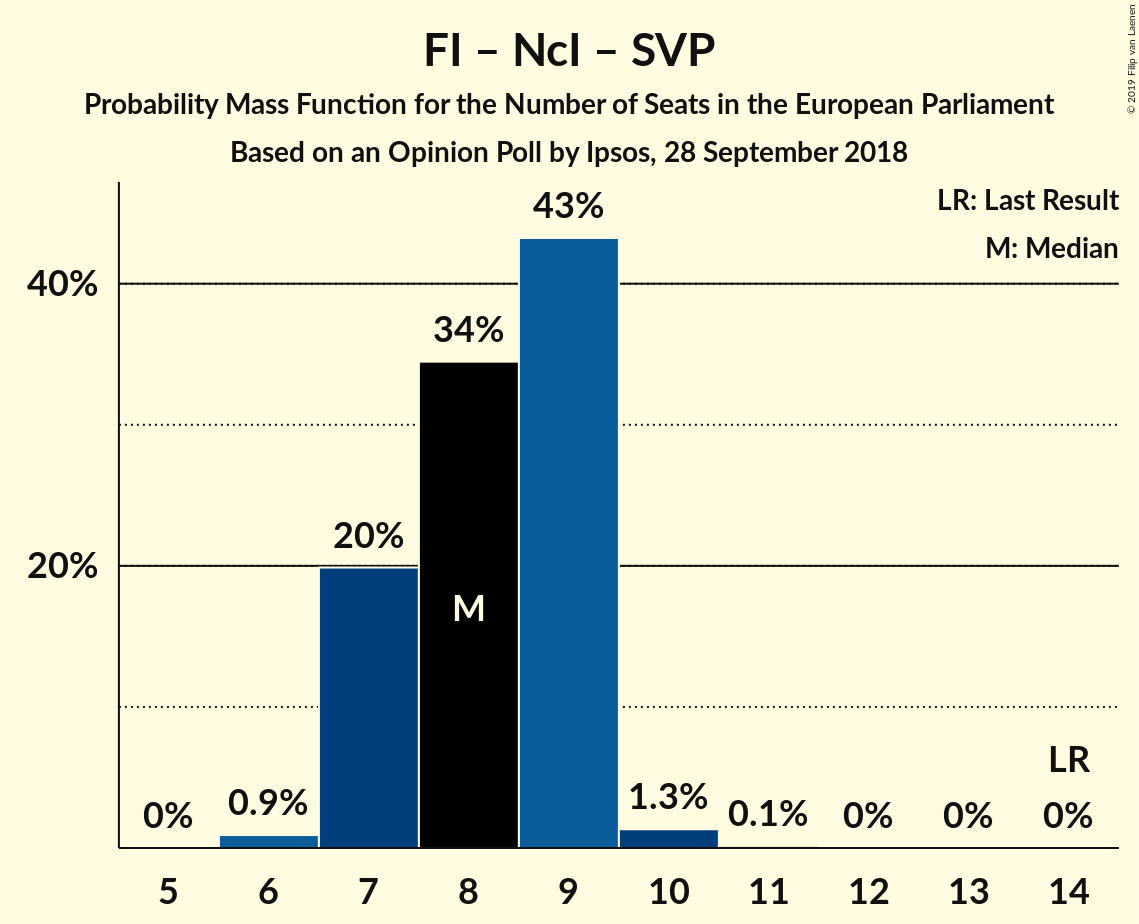 FI – NcI – SVP
Probability Mass Function for the Number of Seats in the European Parliament
Based on an Opinion Poll by Ipsos, 28 September 2018
© 2019 Filip van Laenen
LR: Last Result
M: Median
43%
40%
34%
20%
20%
M
LR
0%
0.9%
1.3%
0.1%
0%
0%
0%
5
6
7
8
9
10
11
12
13
14